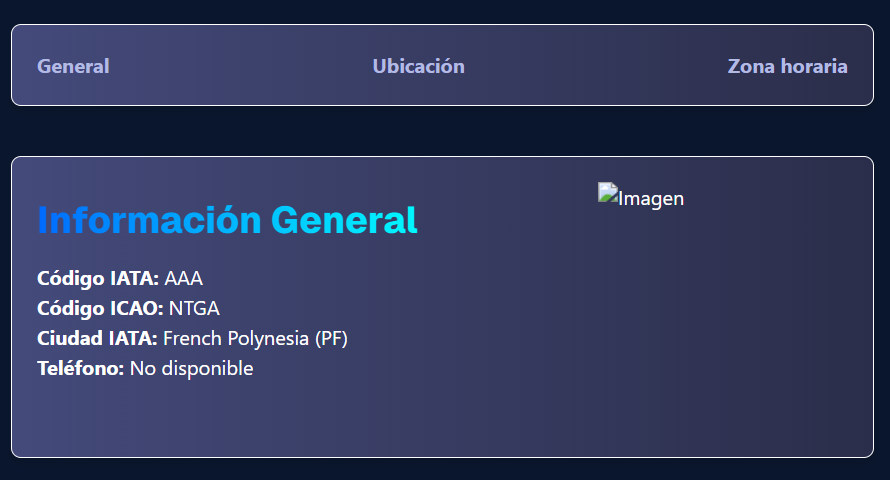 General
Ubicación
Zona horaria
Información General
Imagen
Código IATA: AAA
Código ICAO: NTGA
Ciudad IATA: French Polynesia (PF)
Teléfono: No disponible